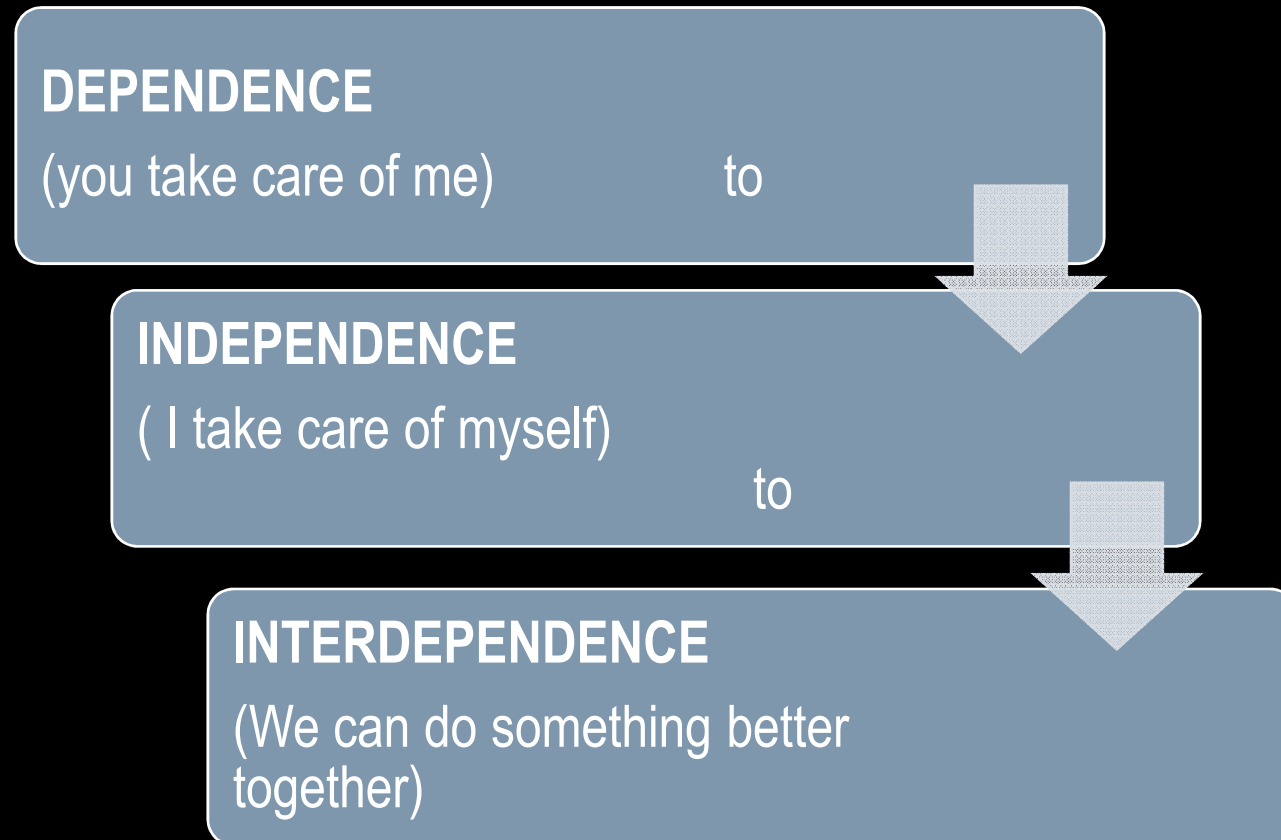 DEPENDENCE
(you take care of me) to
INDEPENDENCE
( I take care of myself)
to
INTERDEPENDENCE
(We can do something better
together)